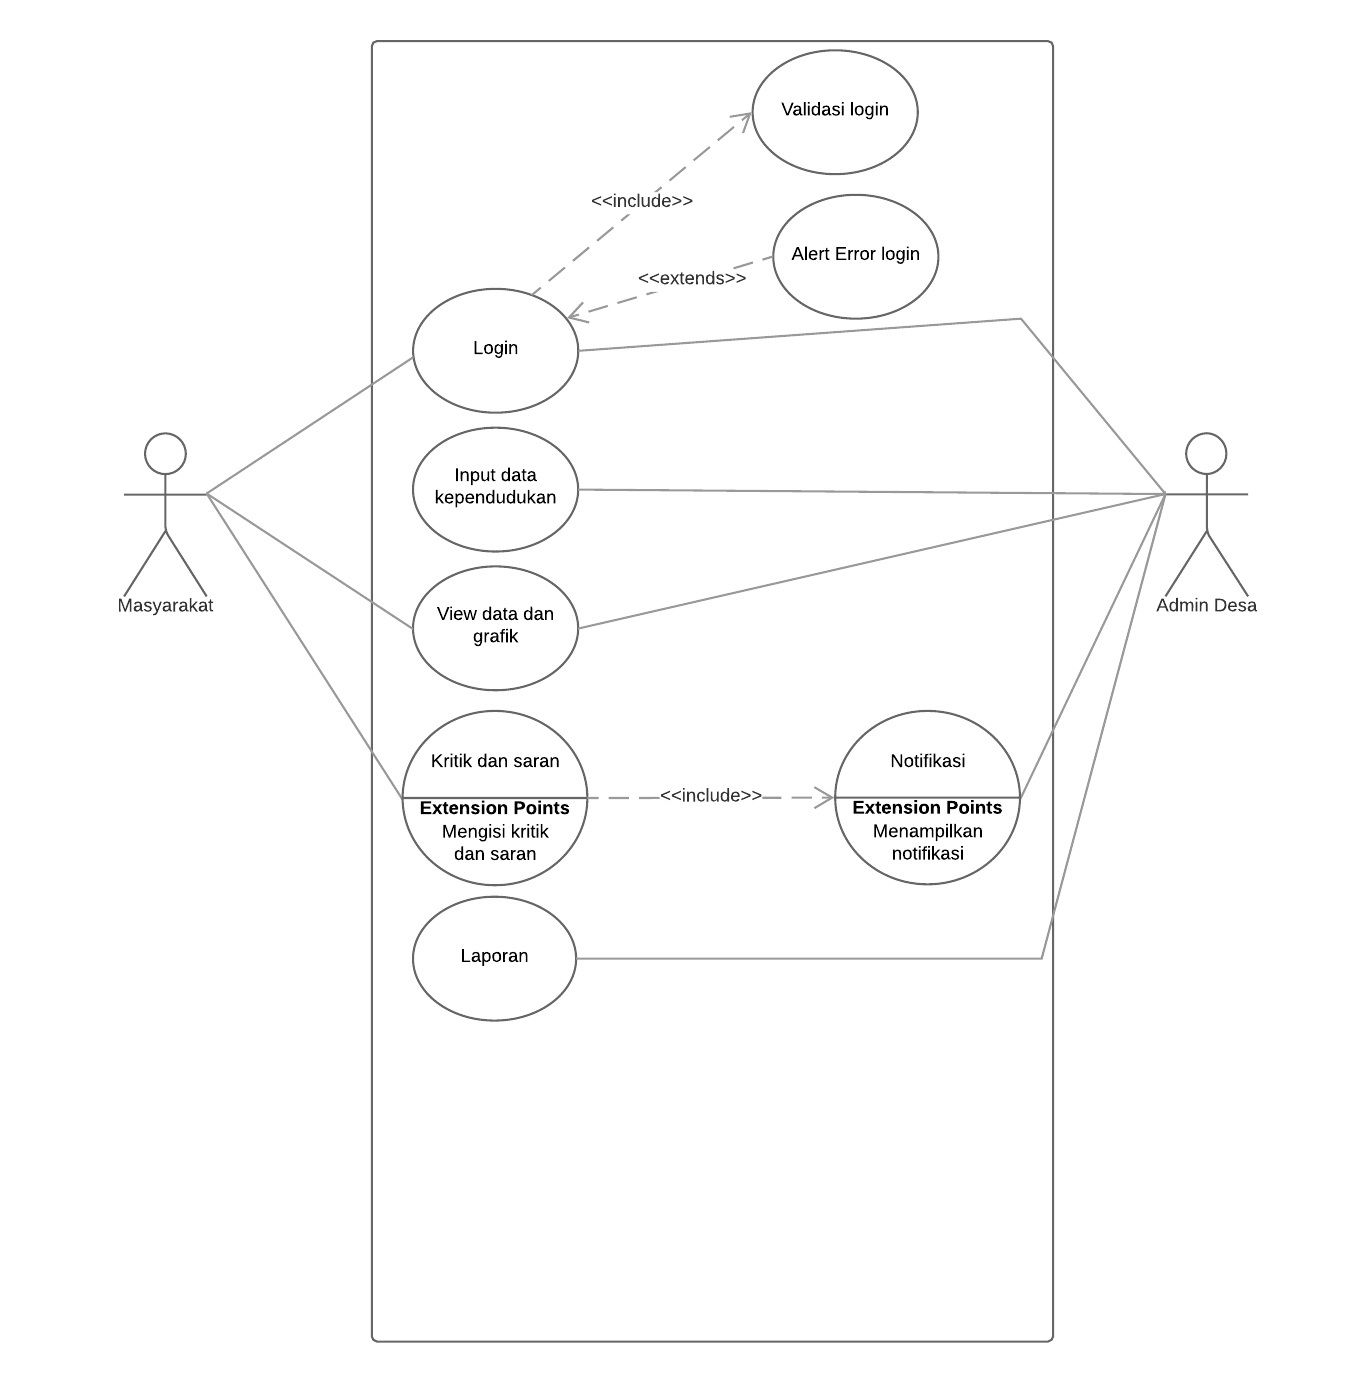 Validasi login
<<include>>
Alert Error login
<<extends>>
Login
Input data
kependudukan
Masyarakat
Admin Desa
View data dan
grafik
Kritik dan saran
Extension Points
Mengisi kritik
dan saran
<<include>>
Notifikasi
Extension Points
Menampilkan
notifikasi
Laporan